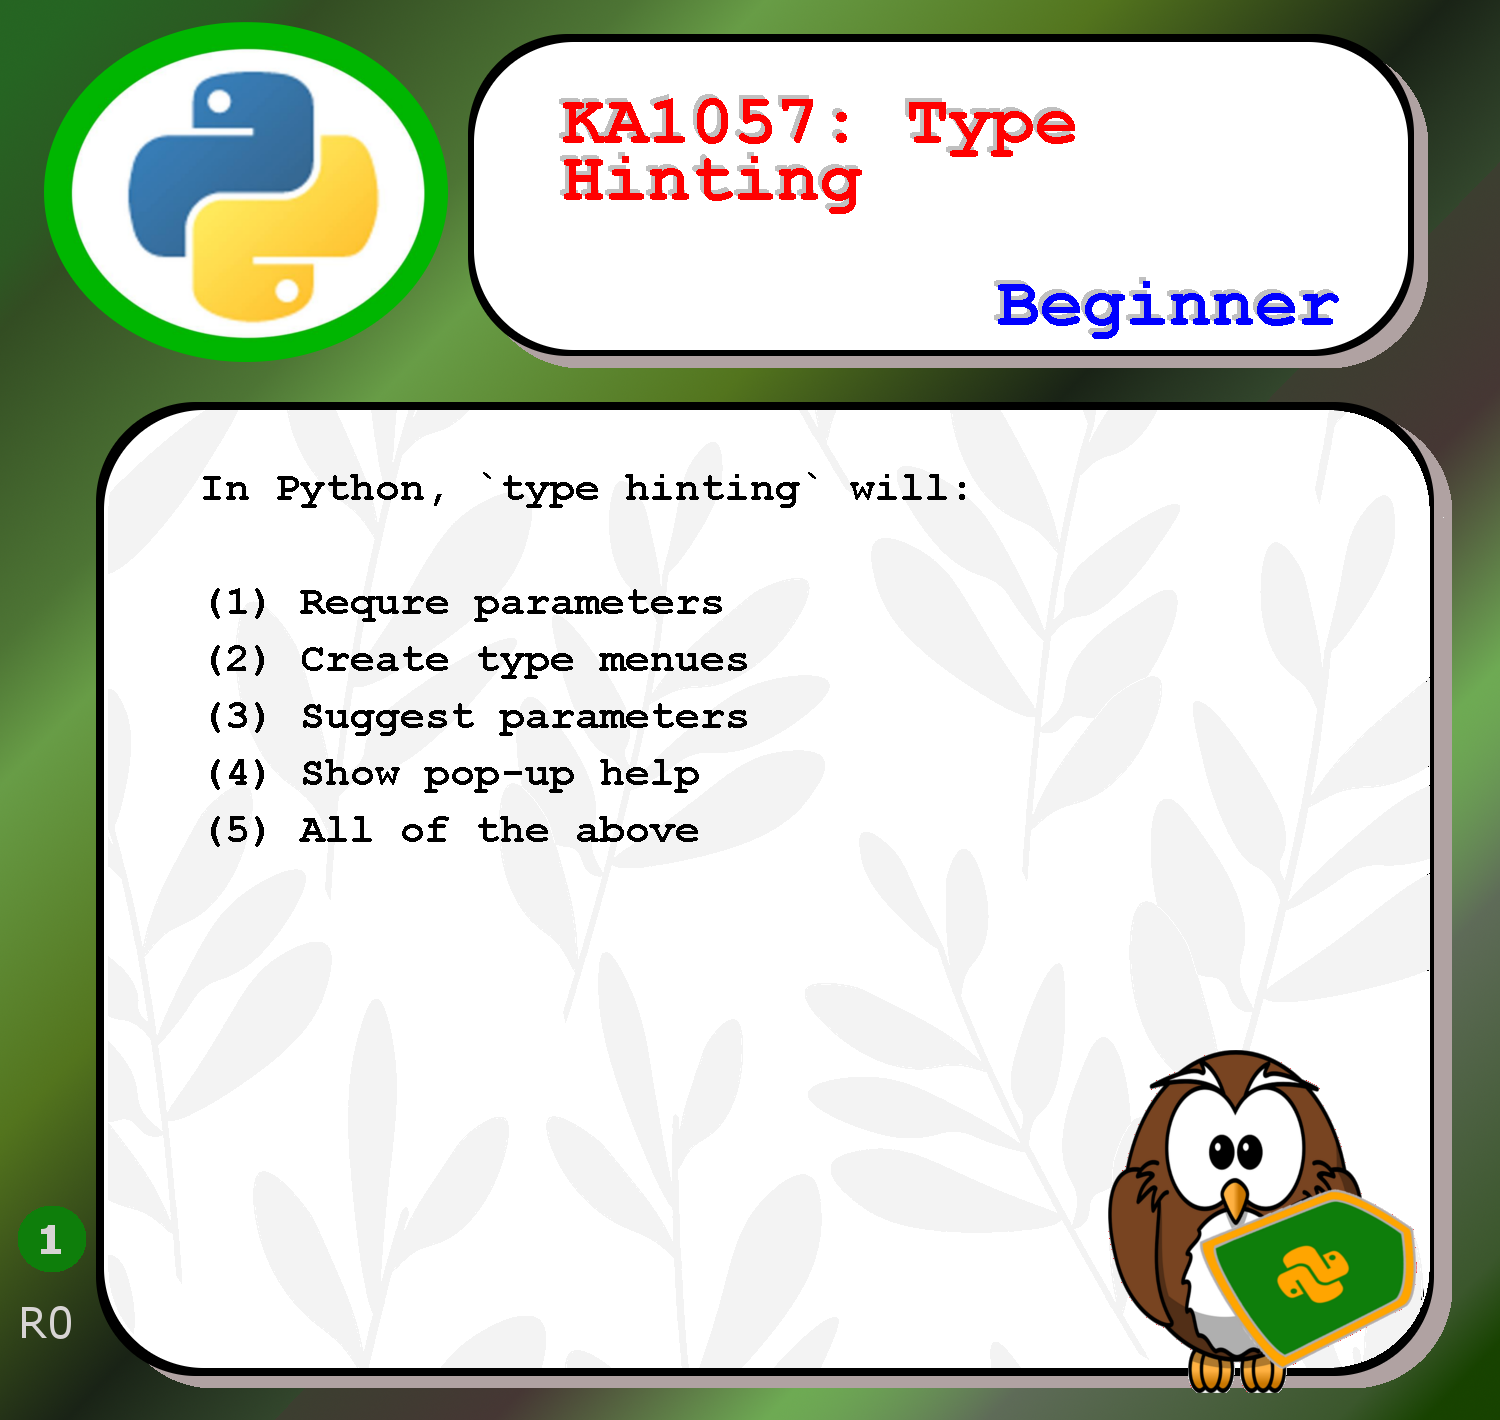 KA1057: Type
Hinting
Beginner
In Python, `type hinting` will:
(1) Requre parameters
(2) Create type menues
(3) Suggest parameters
(4) Show pop-up help
(5) All of the above
1
R0